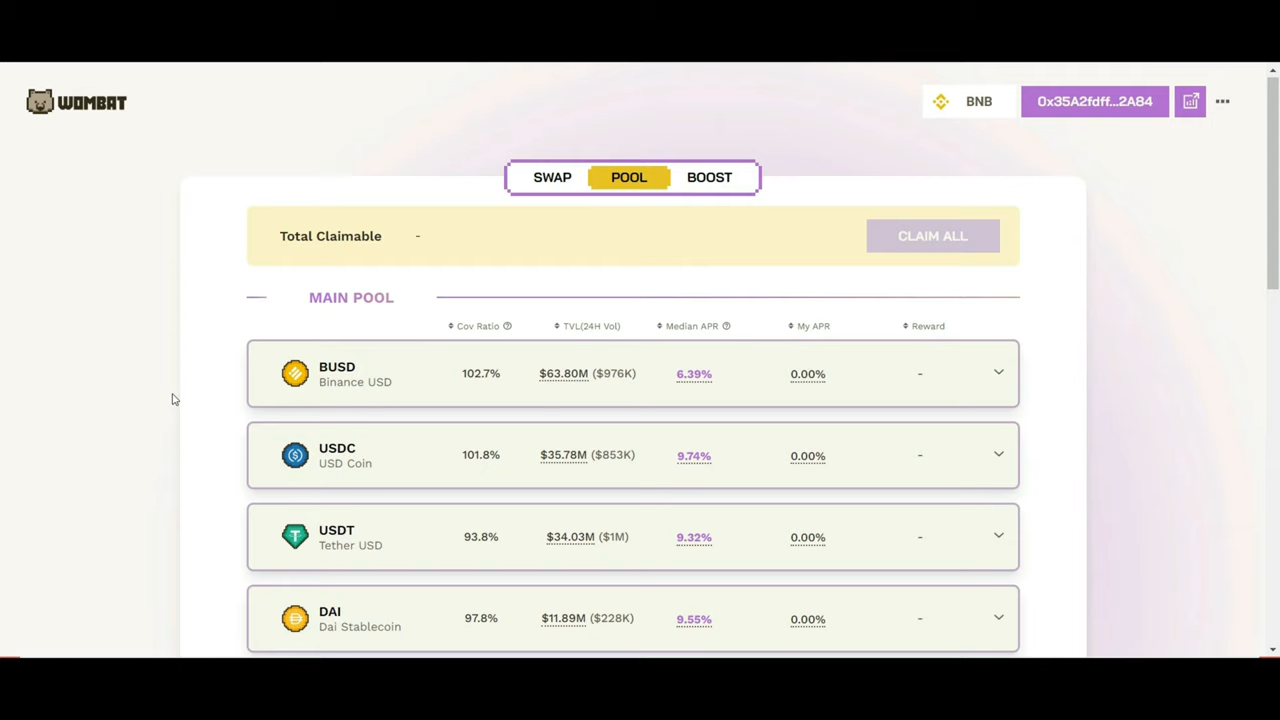 WOMBAT
BNB
0x35A2fdff...2A84
SWAP
POOL
BOOST
Total Claimable
-
CLAIM ALL
MAIN POOL
Cov Ratio
TVL(24H Vol)
Median APR
My APR
Reward
BUSD
Binance USD
102.7%
$63.80M ($976K)
6.39%
0.00%
-
USDC
USD Coin
101.8%
$35.78M ($853K)
9.74%
0.00%
-
USDT
Tether USD
93.8%
$34.03M ($1M)
9.32%
0.00%
-
DAI
Dai Stablecoin
97.8%
$11.89M ($228K)
9.55%
0.00%
-